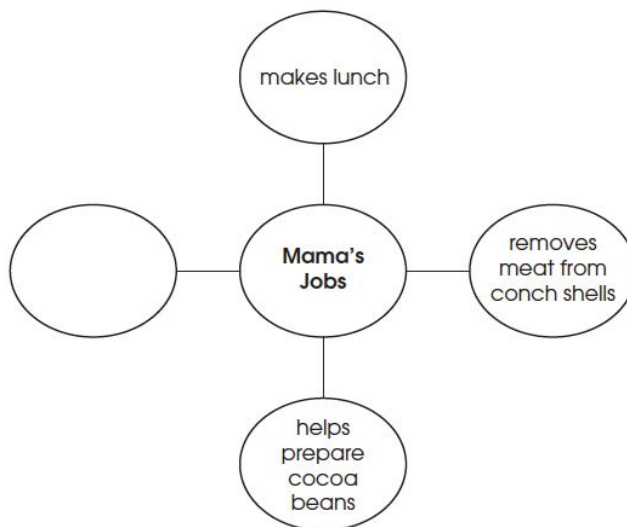 makes lunch
Mama's
Jobs
removes
meat from
conch shells
helps
prepare
cocoa
beans